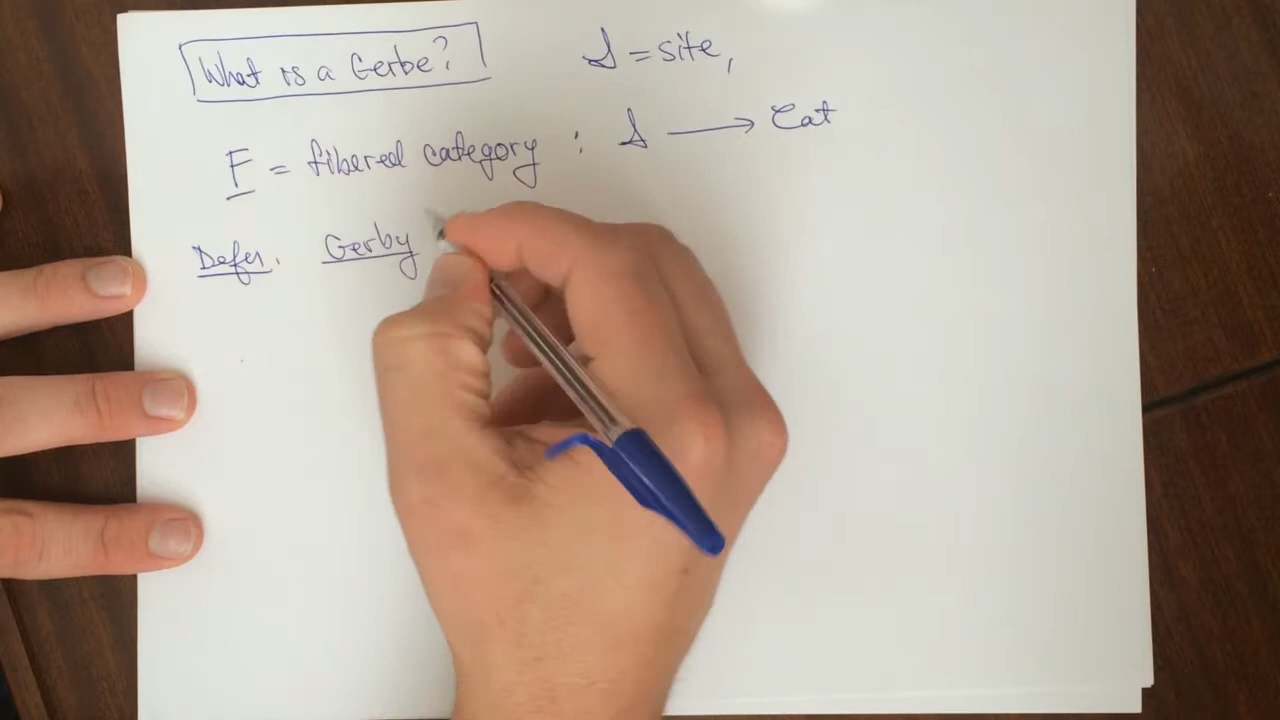 What is a Gerbe?
S = site,
F = fibered category : S ⟶ Cat
Defn. Gerby